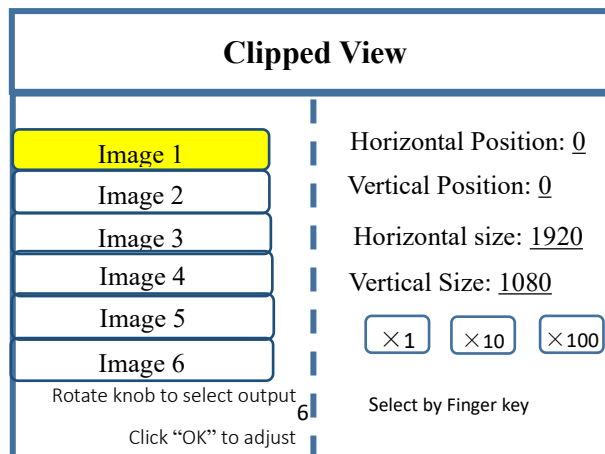 Clipped View
Image 1
Image 2
Image 3
Image 4
Image 5
Image 6
Rotate knob to select output
6
Click “OK” to adjust
Horizontal Position: 0
Vertical Position: 0
Horizontal size: 1920
Vertical Size: 1080
×1 ×10 ×100
Select by Finger key